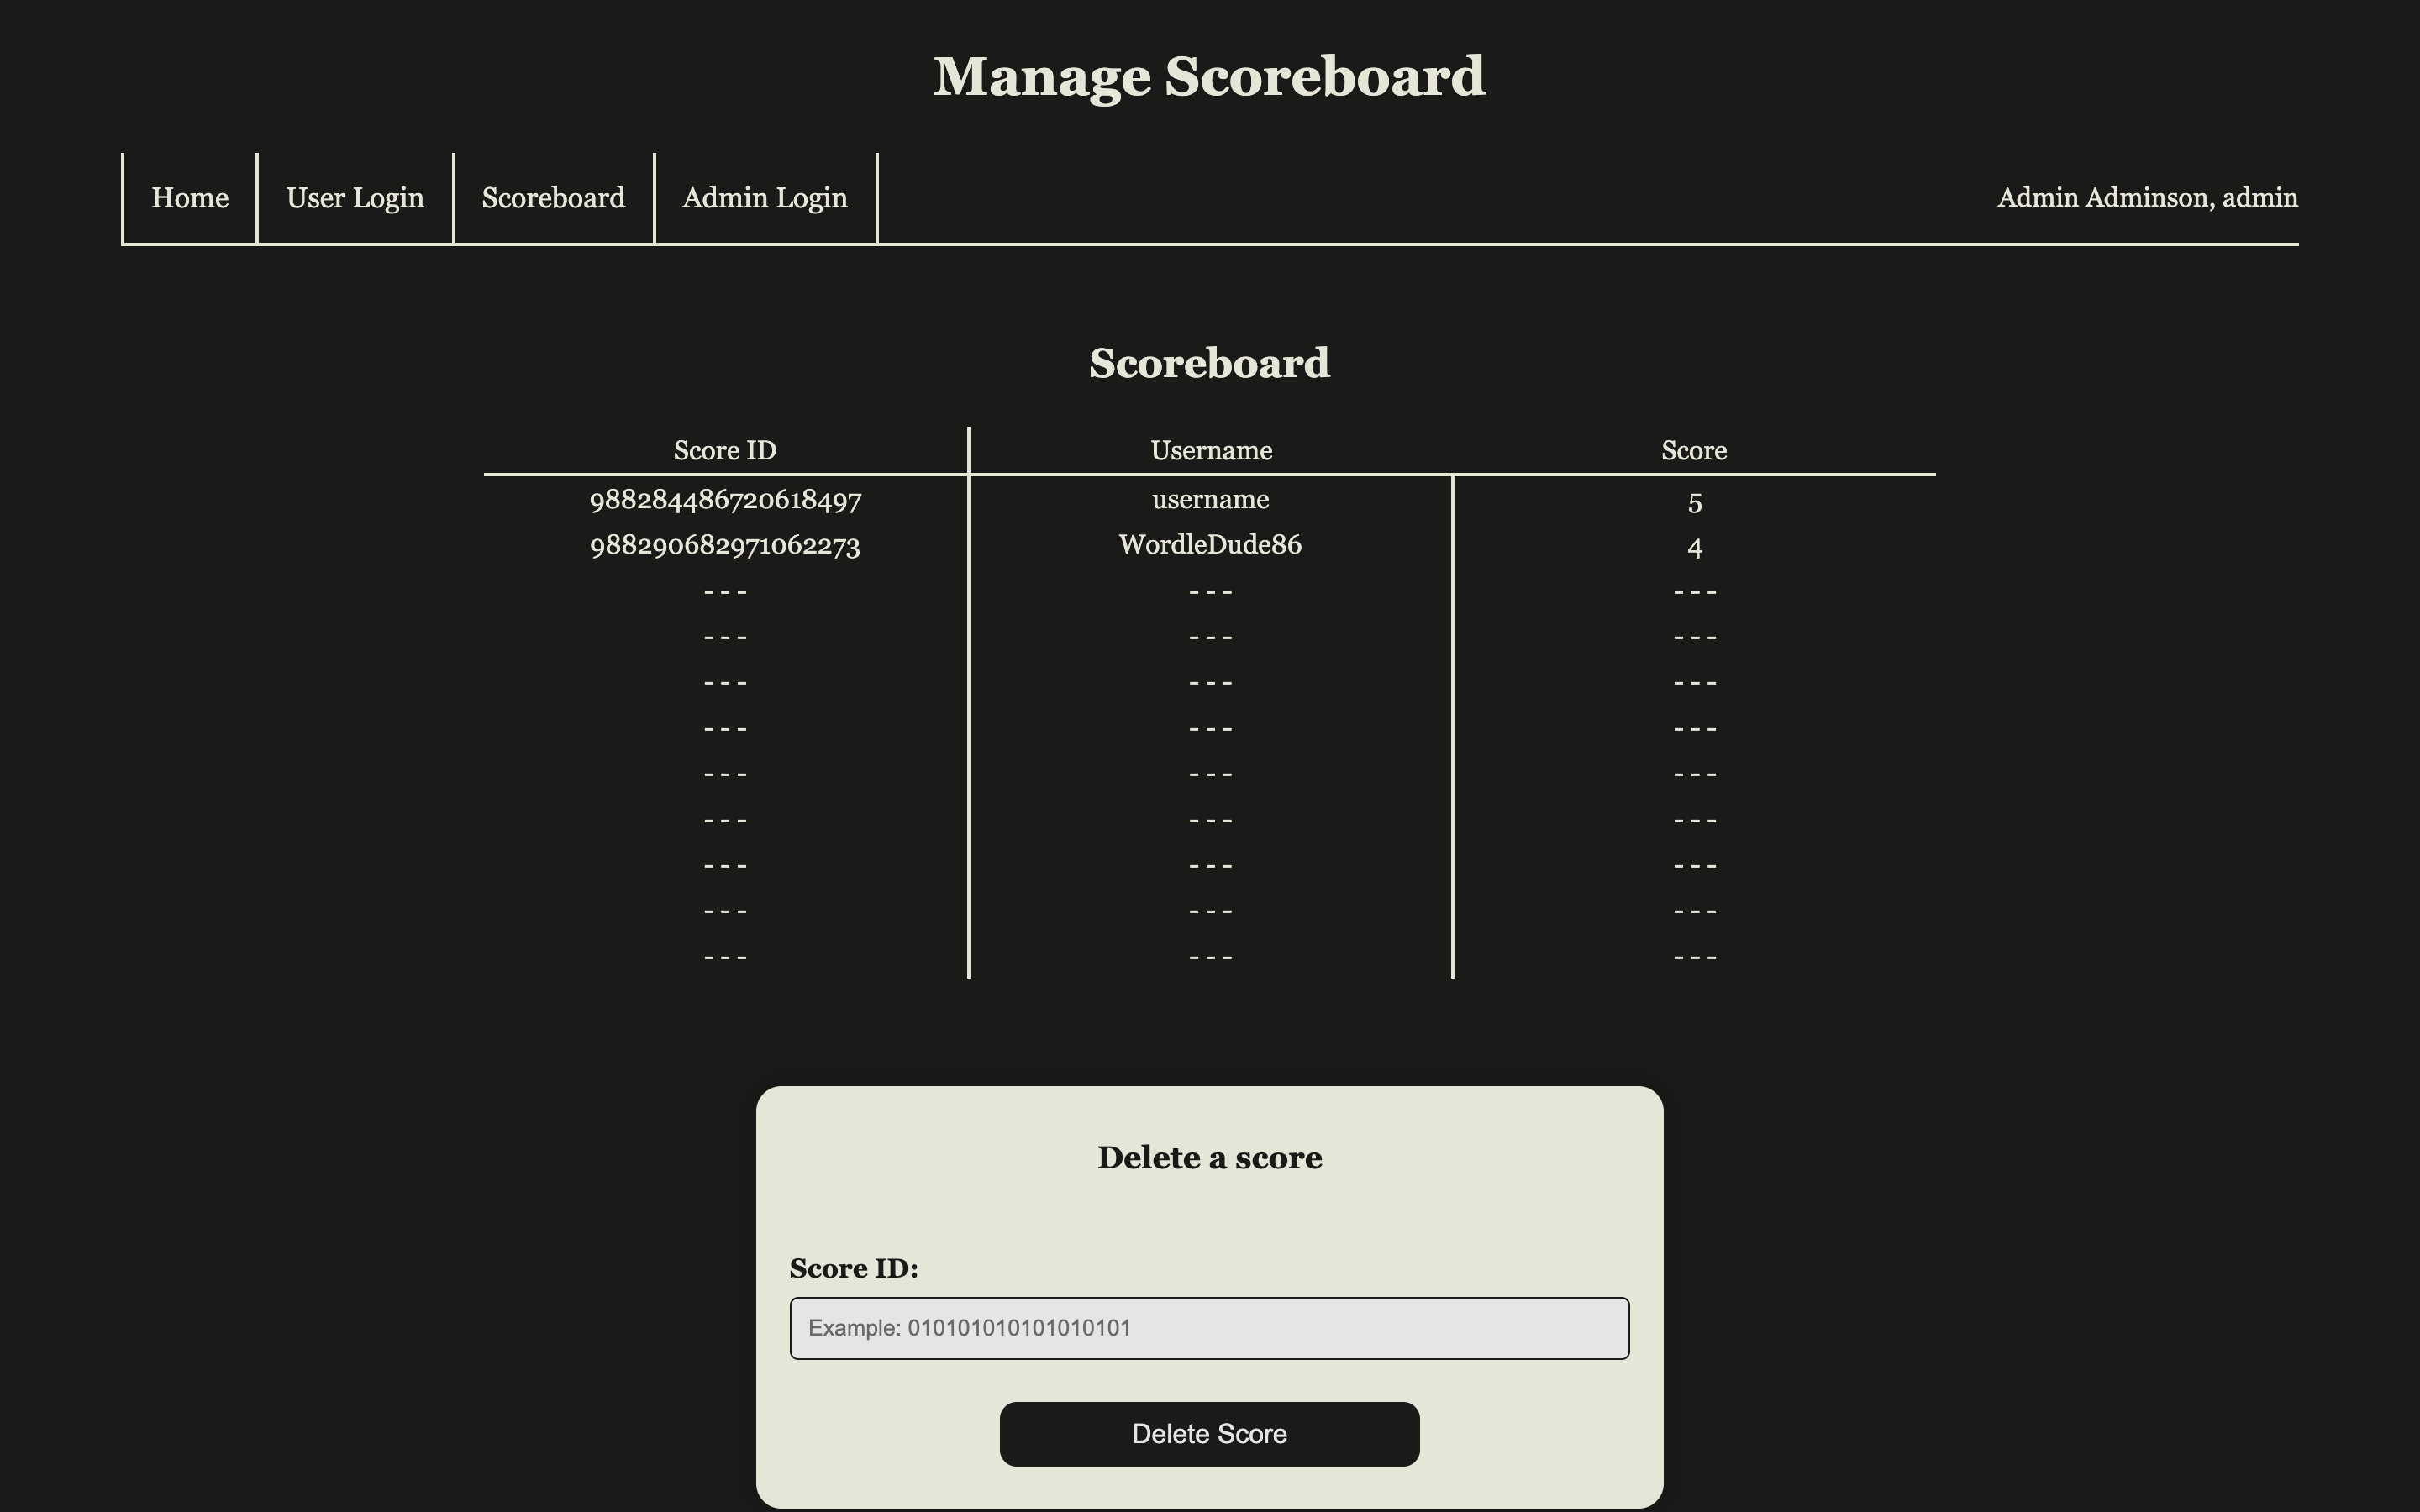 Manage Scoreboard
Home User Login Scoreboard Admin Login Admin Adminson, admin
Scoreboard
Score ID Username Score
988284486720618497 username 5
988290682971062273 WordleDude86 4
--- --- ---
--- --- ---
--- --- ---
--- --- ---
--- --- ---
--- --- ---
--- --- ---
--- --- ---
--- --- ---
Delete a score
Score ID:
Example: 010101010101010101
Delete Score